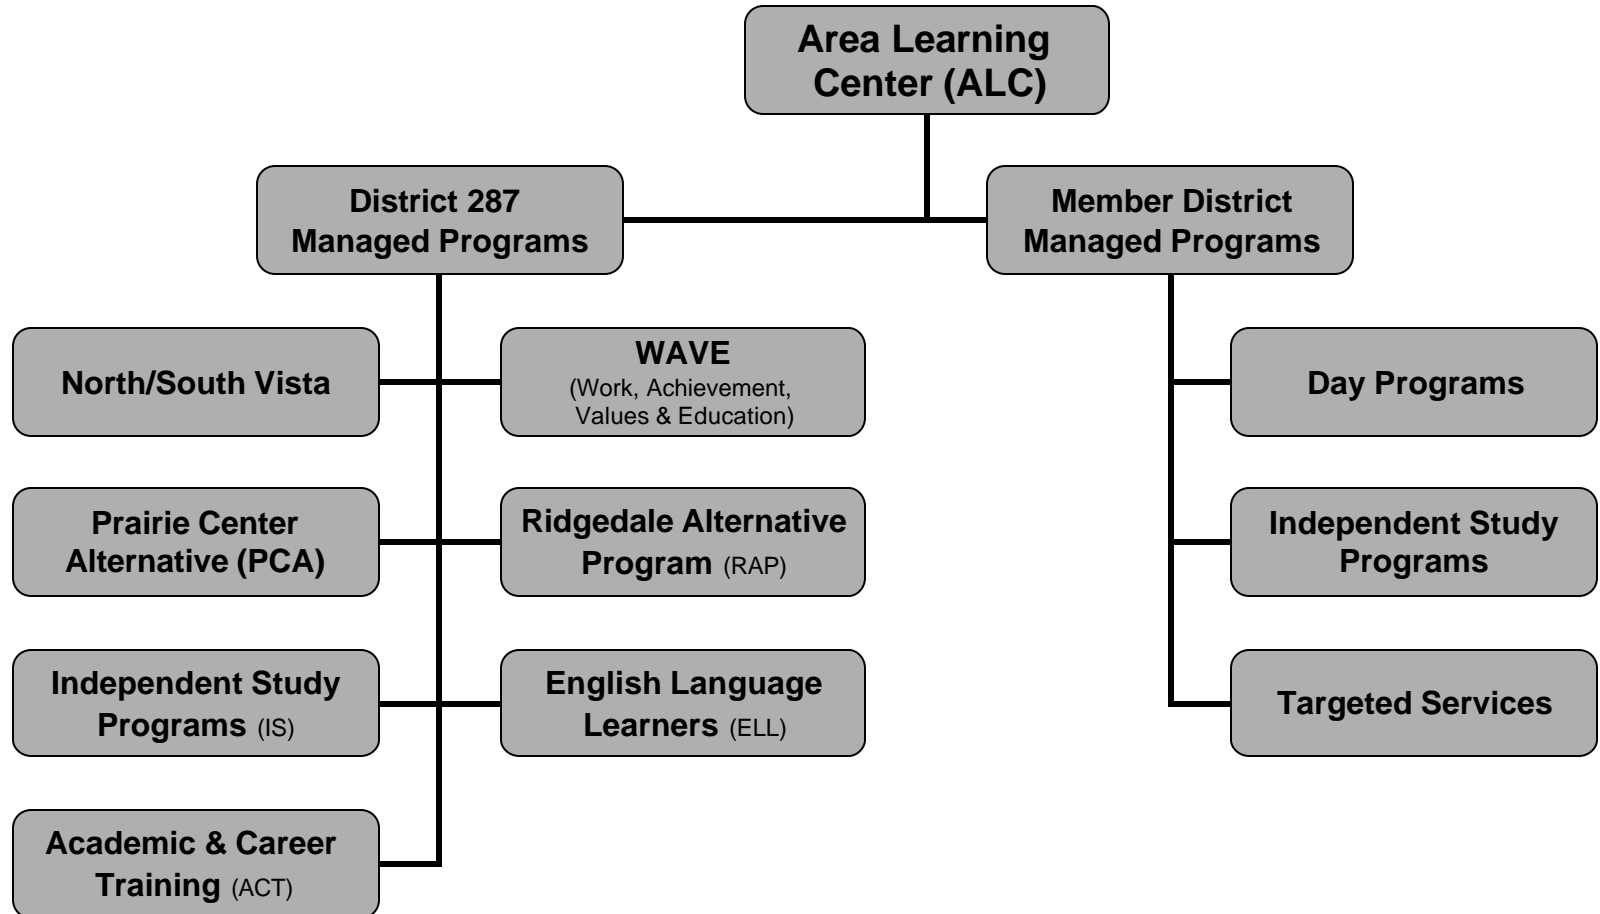 Area Learning
Center (ALC)
District 287
Managed Programs
Member District
Managed Programs
North/South Vista
WAVE
(Work, Achievement,
Values & Education)
Day Programs
Prairie Center
Alternative (PCA)
Ridgedale Alternative
Program (RAP)
Independent Study
Programs
Independent Study
Programs (IS)
English Language
Learners (ELL)
Targeted Services
Academic & Career
Training (ACT)